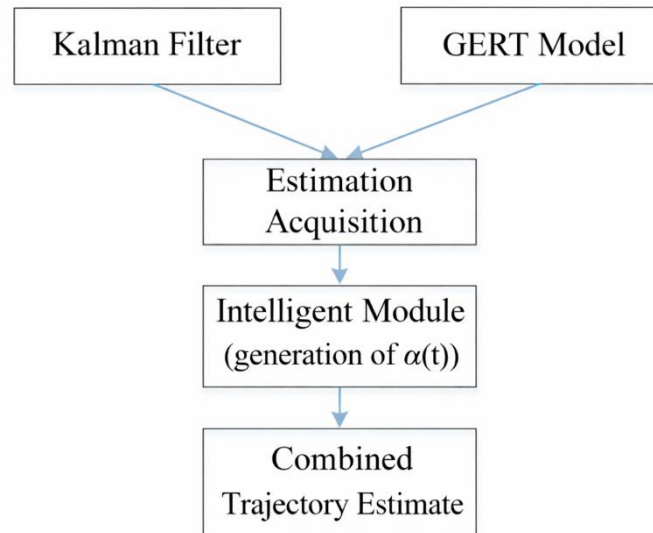 Kalman Filter
GERT Model
Estimation
Acquisition
Intelligent Module
(generation of α(t))
Combined
Trajectory Estimate